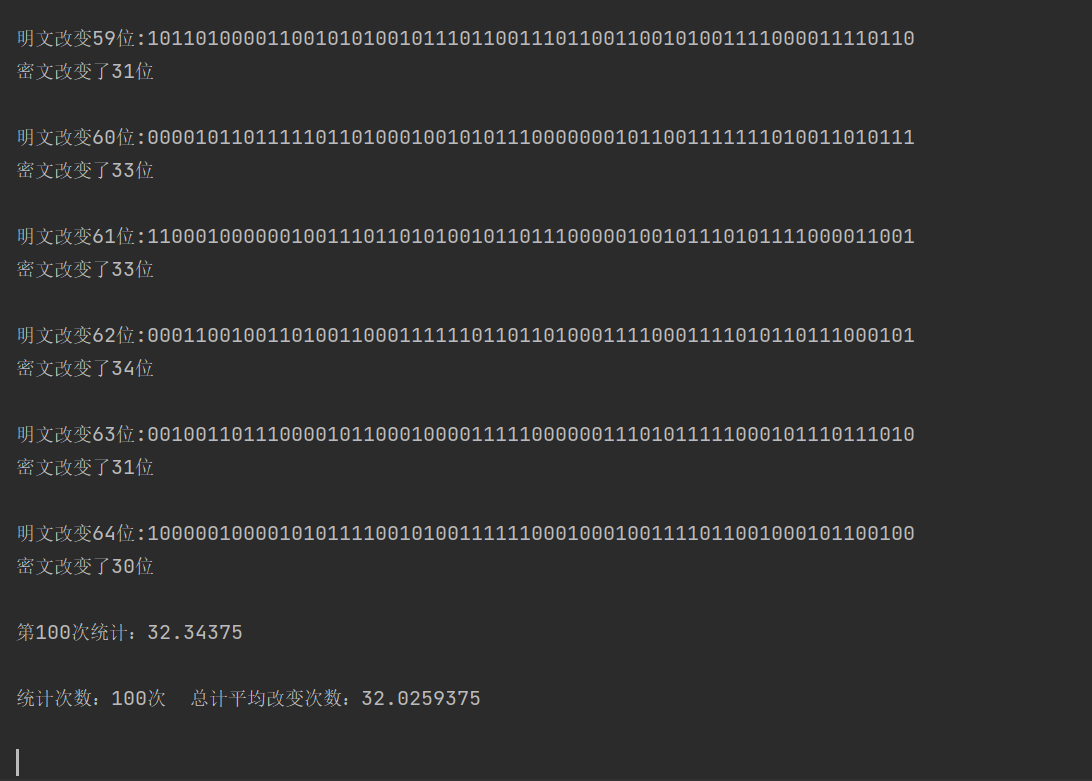 明文改变59位:1011010000110010101001011101100111011001100101001111000011110110
密文改变了31位
明文改变60位:0000101101111101101000100101011100000001011001111111010011010111
密文改变了33位
明文改变61位:1100010000001001110110101001011011100000100101110101111000011001
密文改变了33位
明文改变62位:0001100100110100110001111110110110100011110001111010110111000101
密文改变了34位
明文改变63位:0010011011100001011000100001111100000011101011111000101110111010
密文改变了31位
明文改变64位:1000001000010101111001010011111100010001001111011001000101100100
密文改变了30位
第100次统计：32.34375
统计次数：100次  总计平均改变次数：32.0259375